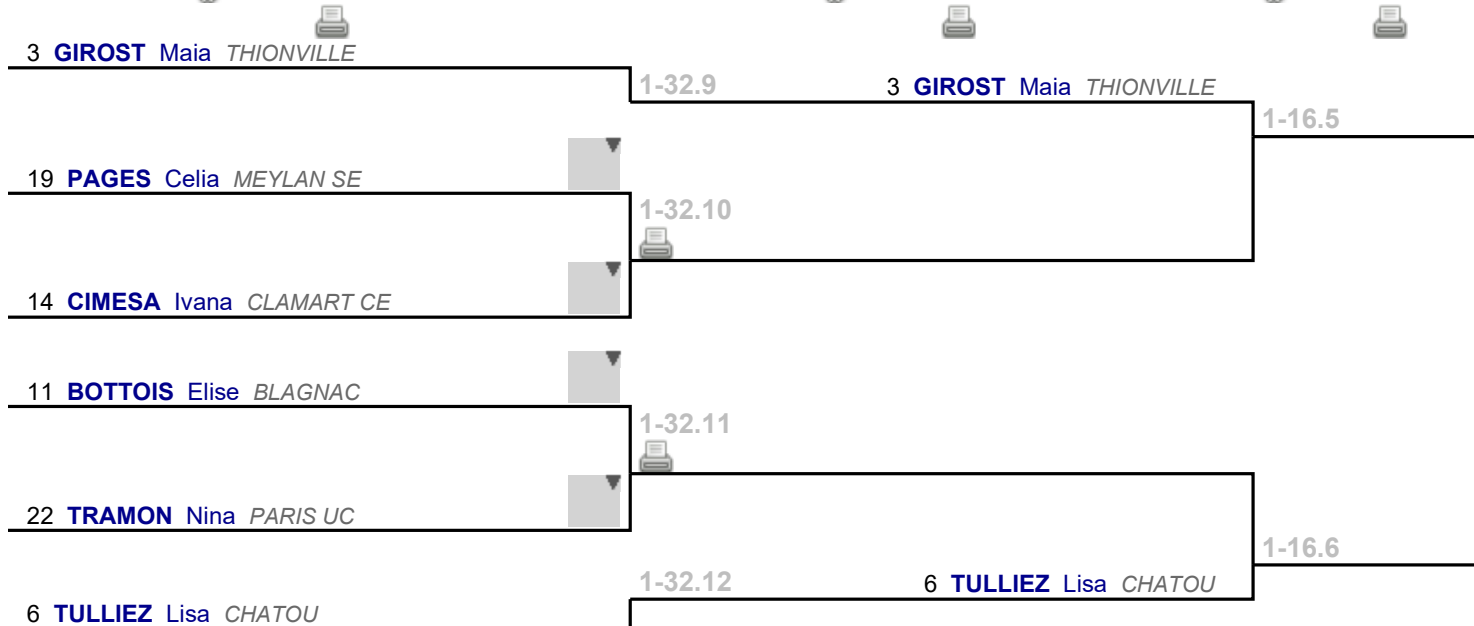 3 GIROST Maia THIONVILLE
1-32.9
3 GIROST Maia THIONVILLE
1-16.5
19 PAGES Celia MEYLAN SE
1-32.10
14 CIMESA Ivana CLAMART CE
11 BOTTOIS Elise BLAGNAC
1-32.11
22 TRAMON Nina PARIS UC
1-16.6
1-32.12
6 TULLIEZ Lisa CHATOU
6 TULLIEZ Lisa CHATOU